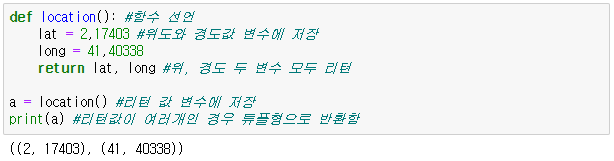 def location(): #함수 선언
    lat = 2,17403 #위도와 경도값 변수에 저장
    long = 41,40338
    return lat, long #위, 경도 두 변수 모두 리턴

a = location() #리턴 값 변수에 저장
print(a) #리턴값이 여러개인 경우 튜플형으로 반환함
((2, 17403), (41, 40338))